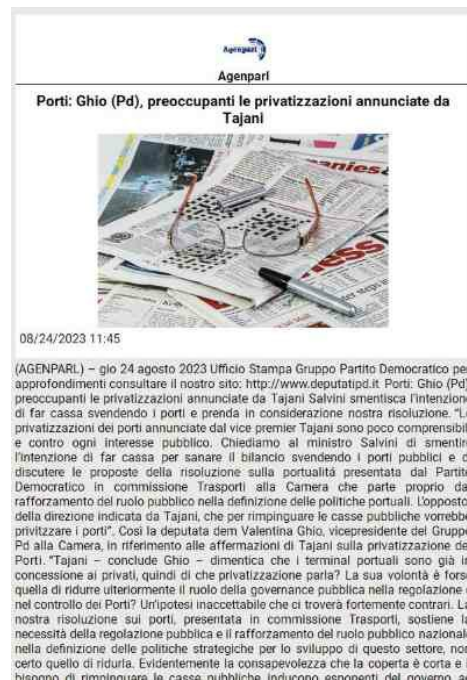 Agenparl
Agenparl
Porti: Ghio (Pd), preoccupanti le privatizzazioni annunciate da
Tajani
anies
ess
08/24/2023 11:45
(AGENPARL) – gio 24 agosto 2023 Ufficio Stampa Gruppo Partito Democratico per
approfondimenti consultare il nostro sito: http://www.deputatipd.it Porti: Ghio (Pd)
preoccupanti le privatizzazioni annunciate da Tajani Salvini smentisca l'intenzione
di far cassa svendendo i porti e prenda in considerazione nostra risoluzione. "L
privatizzazioni dei porti annunciate dal vice premier Tajani sono poco comprensibil
e contro ogni interesse pubblico. Chiediamo al ministro Salvini di smentir
l'intenzione di far cassa per sanare il bilancio svendendo i porti pubblici e d
discutere le proposte della risoluzione sulla portualità presentata dal Partito
Democratico in commissione Trasporti alla Camera che parte proprio dal
rafforzamento del ruolo pubblico nella definizione delle politiche portuali. L'opposto
della direzione indicata da Tajani, che per rimpinguare le casse pubbliche vorrebbe
privitzzare i porti". Così la deputata dem Valentina Ghio, vicepresidente del Gruppo
Pd alla Camera, in riferimento alle affermazioni di Tajani sulla privatizzazione dei
Porti. "Tajani – conclude Ghio – dimentica che i terminal portuali sono già in
concessione ai privati, quindi di che privatizzazione parla? La sua volontà è forse
quella di ridurre ulteriormente il ruolo della governance pubblica nella regolazione e
nel controllo dei Porti? Un'ipotesi inaccettabile che ci troverà fortemente contrari. La
nostra risoluzione sui porti, presentata in commissione Trasporti, sostiene la
necessità della regolazione pubblica e il rafforzamento del ruolo pubblico nazionale
nella definizione delle politiche strategiche per lo sviluppo di questo settore, non
certo quello di ridurla. Evidentemente la consapevolezza che la coperta è corta e i
bisogno di rimpinguare le casse pubbliche inducono esponenti del governo ad